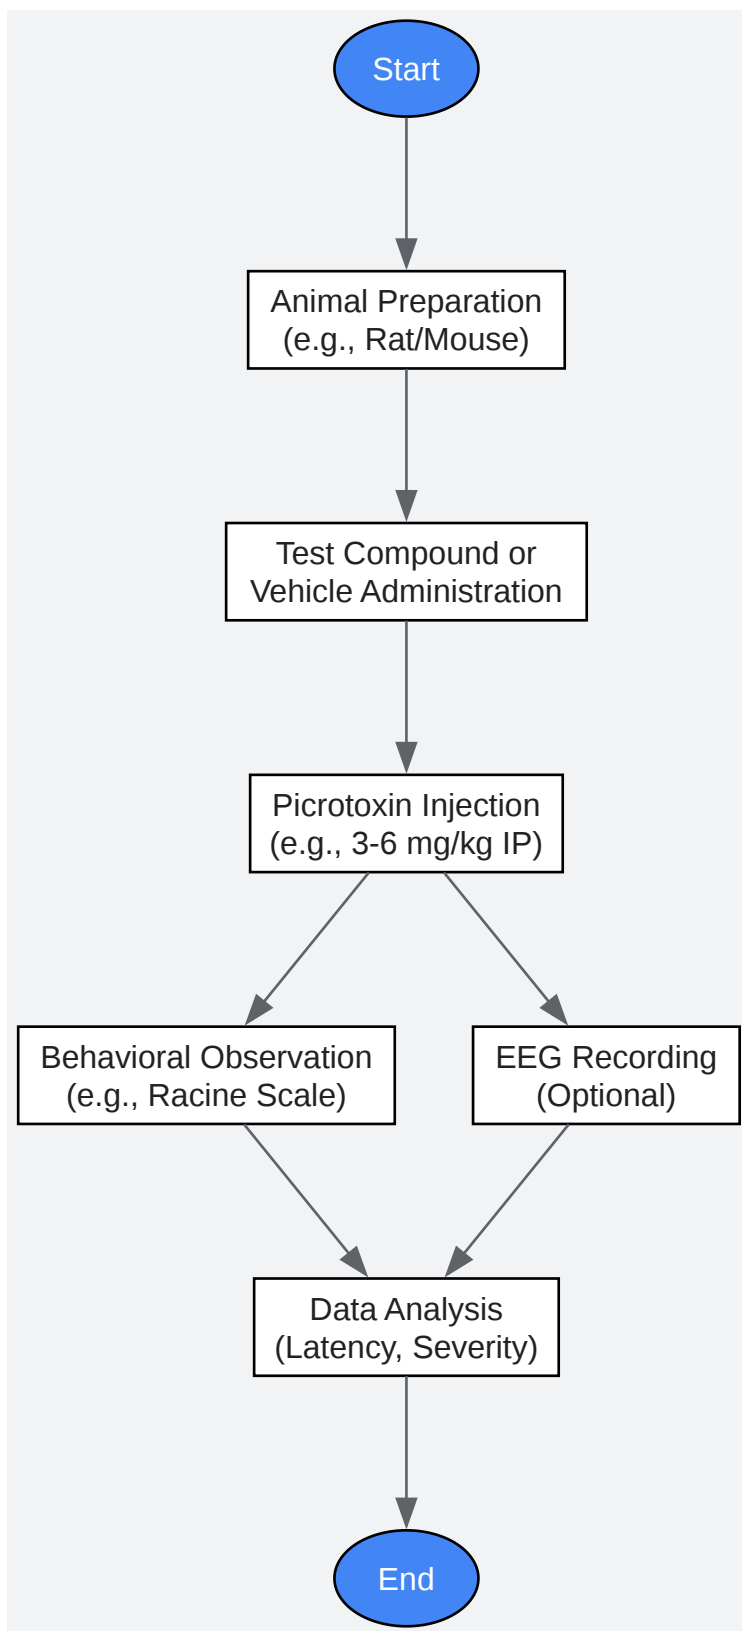 Start
Animal Preparation
(e.g., Rat/Mouse)
Test Compound or
Vehicle Administration
Picrotoxin Injection
(e.g., 3-6 mg/kg IP)
Behavioral Observation
(e.g., Racine Scale)
EEG Recording
(Optional)
Data Analysis
(Latency, Severity)
End